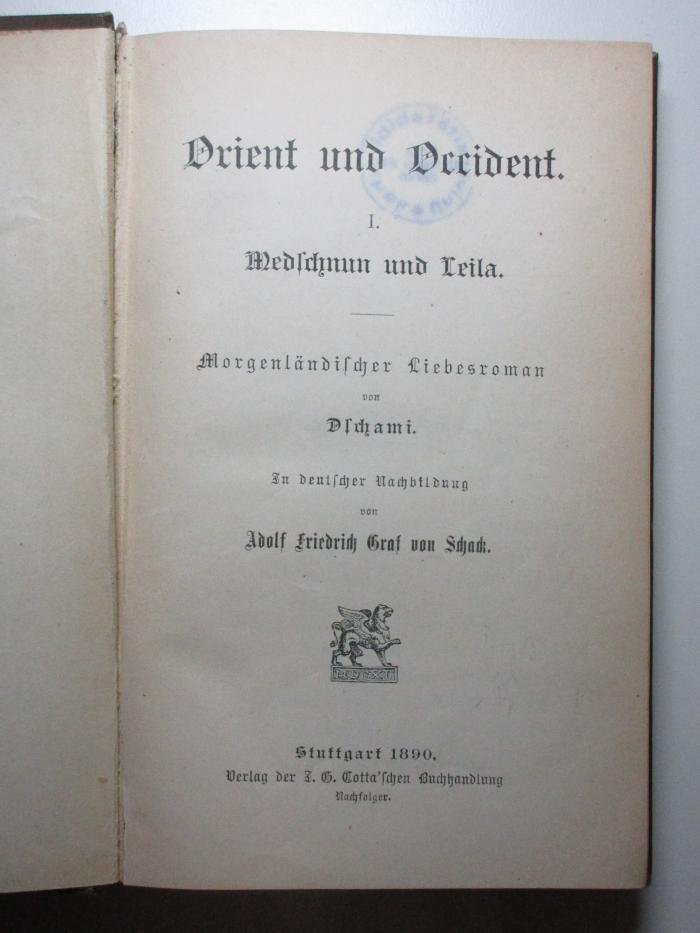 Orient und Occident.
I.
Medſchnun und Leila.
Morgenländiſcher Liebesroman
von
Dſchami.
In deutſcher Nachbildung
von
Adolf Friedrich Graf von Schack.
Stuttgart 1890.
Verlag der J. G. Cotta'ſchen Buchhandlung
Nachfolger.